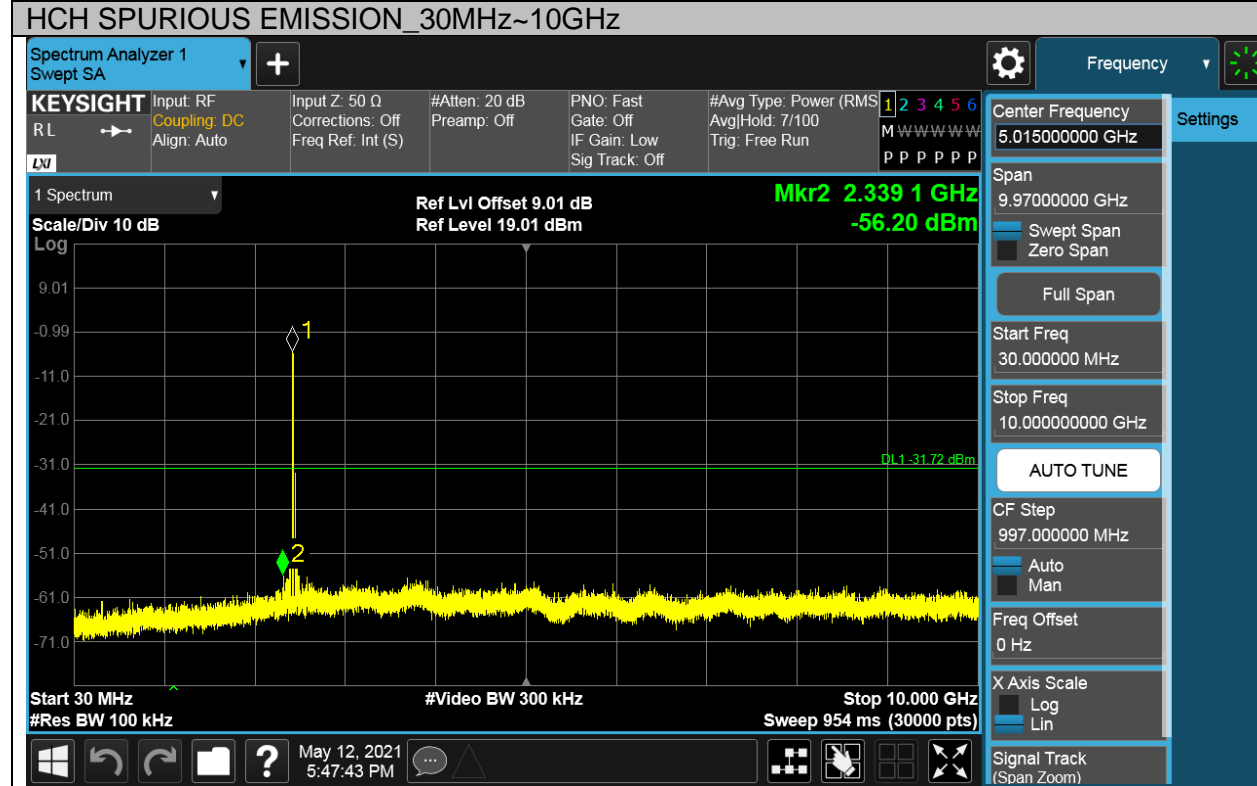 HCH SPURIOUS EMISSION_30MHz~10GHz
Spectrum Analyzer 1
Swept SA
+
Frequency
KEYSIGHT
RL
LXI
Input: RF
Coupling: DC
Align: Auto
Input Z: 50 Ω
Corrections: Off
Freq Ref: Int (S)
#Atten: 20 dB
Preamp: Off
PNO: Fast
Gate: Off
IF Gain: Low
Sig Track: Off
#Avg Type: Power (RMS
Avg|Hold: 7/100
Trig: Free Run
1 2 3 4 5 6
M W W W W W
P P P P P P
1 Spectrum
Scale/Div 10 dB
Ref Lvl Offset 9.01 dB
Ref Level 19.01 dBm
Mkr2 2.339 1 GHz
-56.20 dBm
Log
9.01
-0.99
-11.0
-21.0
-31.0
-41.0
-51.0
-61.0
-71.0
1
2
DL1 -31.72 dBm
Start 30 MHz
#Res BW 100 kHz
#Video BW 300 kHz
Stop 10.000 GHz
Sweep 954 ms (30000 pts)
?
May 12, 2021
5:47:43 PM
Settings
Center Frequency
5.015000000 GHz
Span
9.97000000 GHz
Swept Span
Zero Span
Full Span
Start Freq
30.000000 MHz
Stop Freq
10.000000000 GHz
AUTO TUNE
CF Step
997.000000 MHz
Auto
Man
Freq Offset
0 Hz
X Axis Scale
Log
Lin
Signal Track
(Span Zoom)